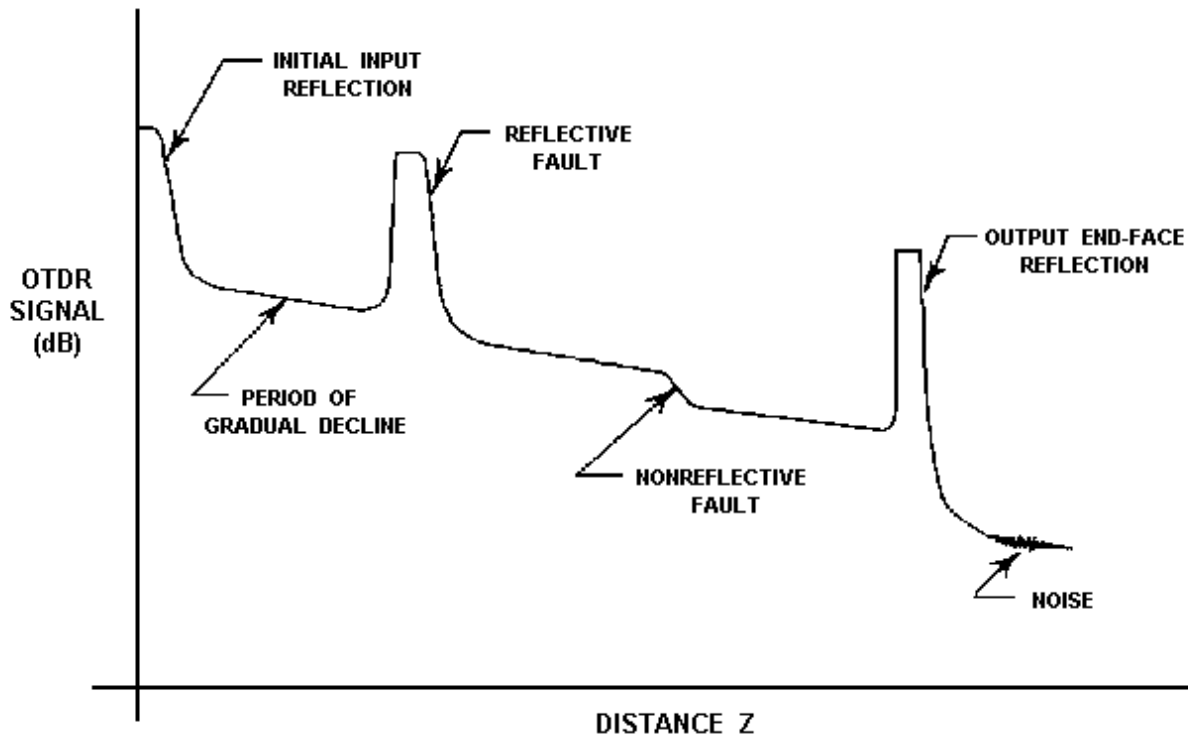 INITIAL INPUT
REFLECTION
REFLECTIVE
FAULT
OUTPUT END-FACE
REFLECTION
OTDR
SIGNAL
(dB)
PERIOD OF
GRADUAL DECLINE
NONREFLECTIVE
FAULT
NOISE
DISTANCE Z